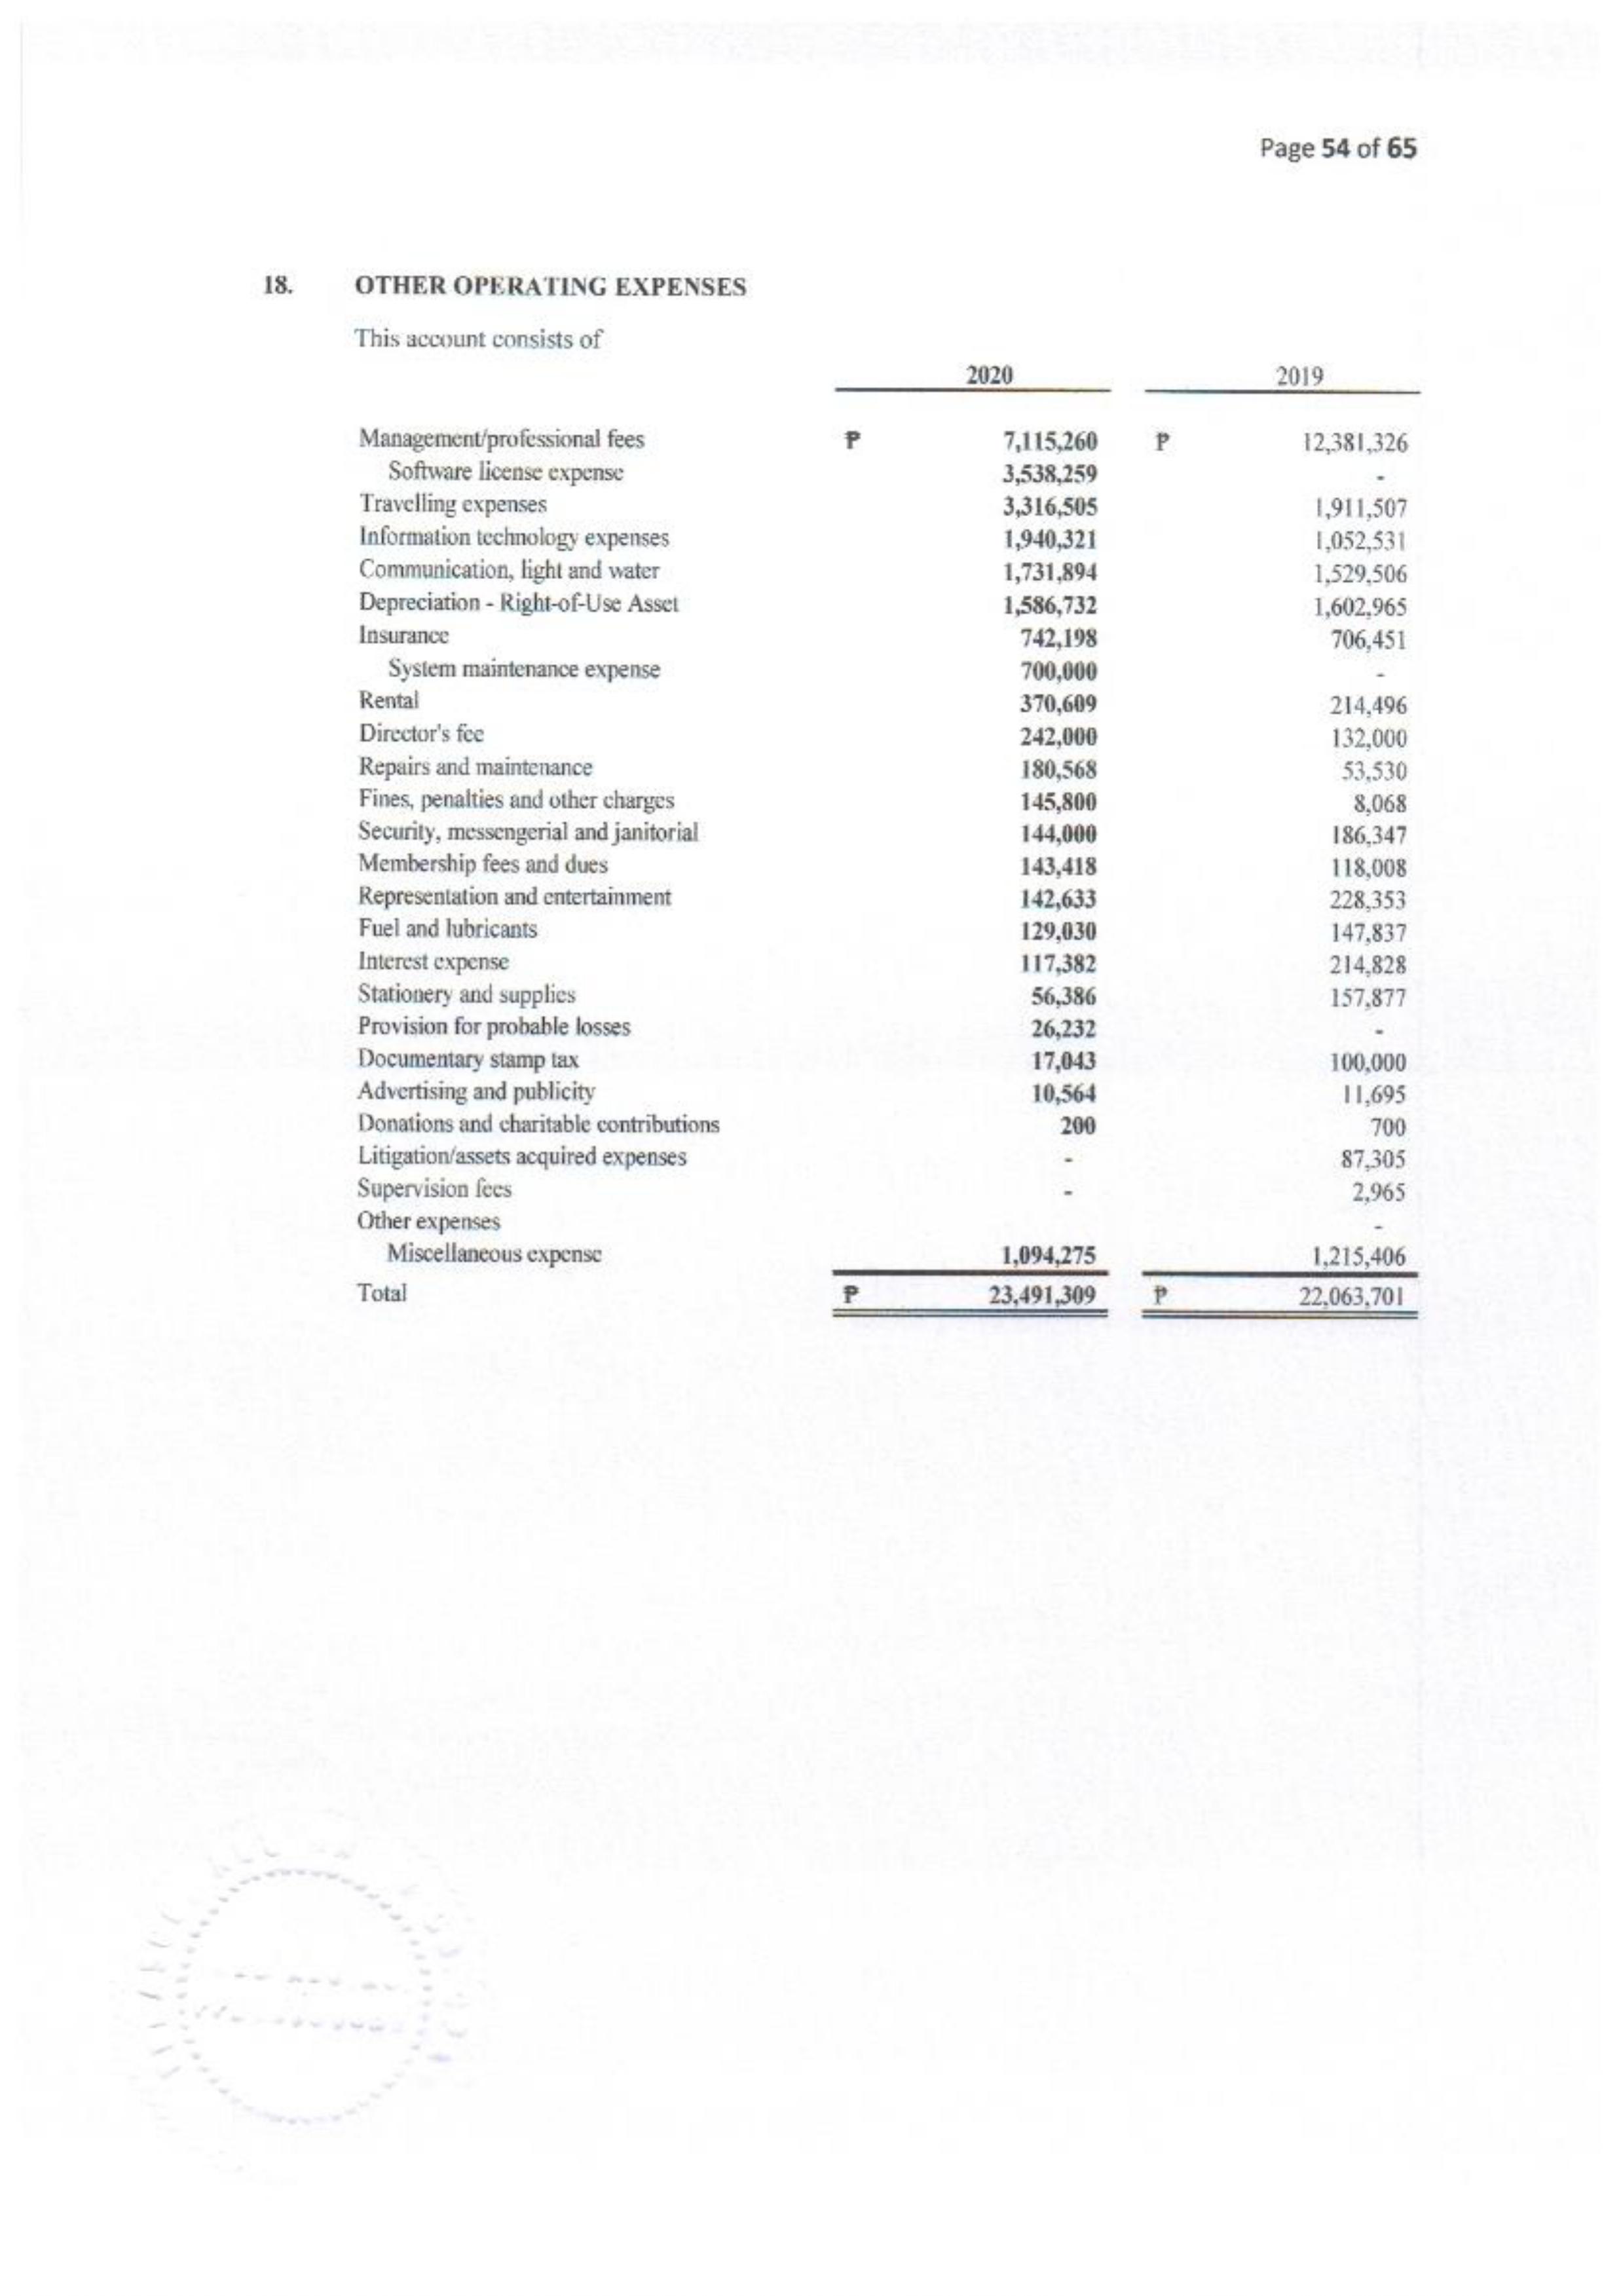 Page 54 of 65
18. OTHER OPERATING EXPENSES
This account consists of
2020 2019
Management/professional fees ₱ 7,115,260 ₱ 12,381,326
Software license expense 3,538,259 -
Travelling expenses 3,316,505 1,911,507
Information technology expenses 1,940,321 1,052,531
Communication, light and water 1,731,894 1,529,506
Depreciation - Right-of-Use Asset 1,586,732 1,602,965
Insurance 742,198 706,451
System maintenance expense 700,000 -
Rental 370,609 214,496
Director's fee 242,000 132,000
Repairs and maintenance 180,568 53,530
Fines, penalties and other charges 145,800 8,068
Security, messengerial and janitorial 144,000 186,347
Membership fees and dues 143,418 118,008
Representation and entertainment 142,633 228,353
Fuel and lubricants 129,030 147,837
Interest expense 117,382 214,828
Stationery and supplies 56,386 157,877
Provision for probable losses 26,232 -
Documentary stamp tax 17,043 100,000
Advertising and publicity 10,564 11,695
Donations and charitable contributions 200 700
Litigation/assets acquired expenses - 87,305
Supervision fees - 2,965
Other expenses -
Miscellaneous expense 1,094,275 1,215,406
Total ₱ 23,491,309 ₱ 22,063,701